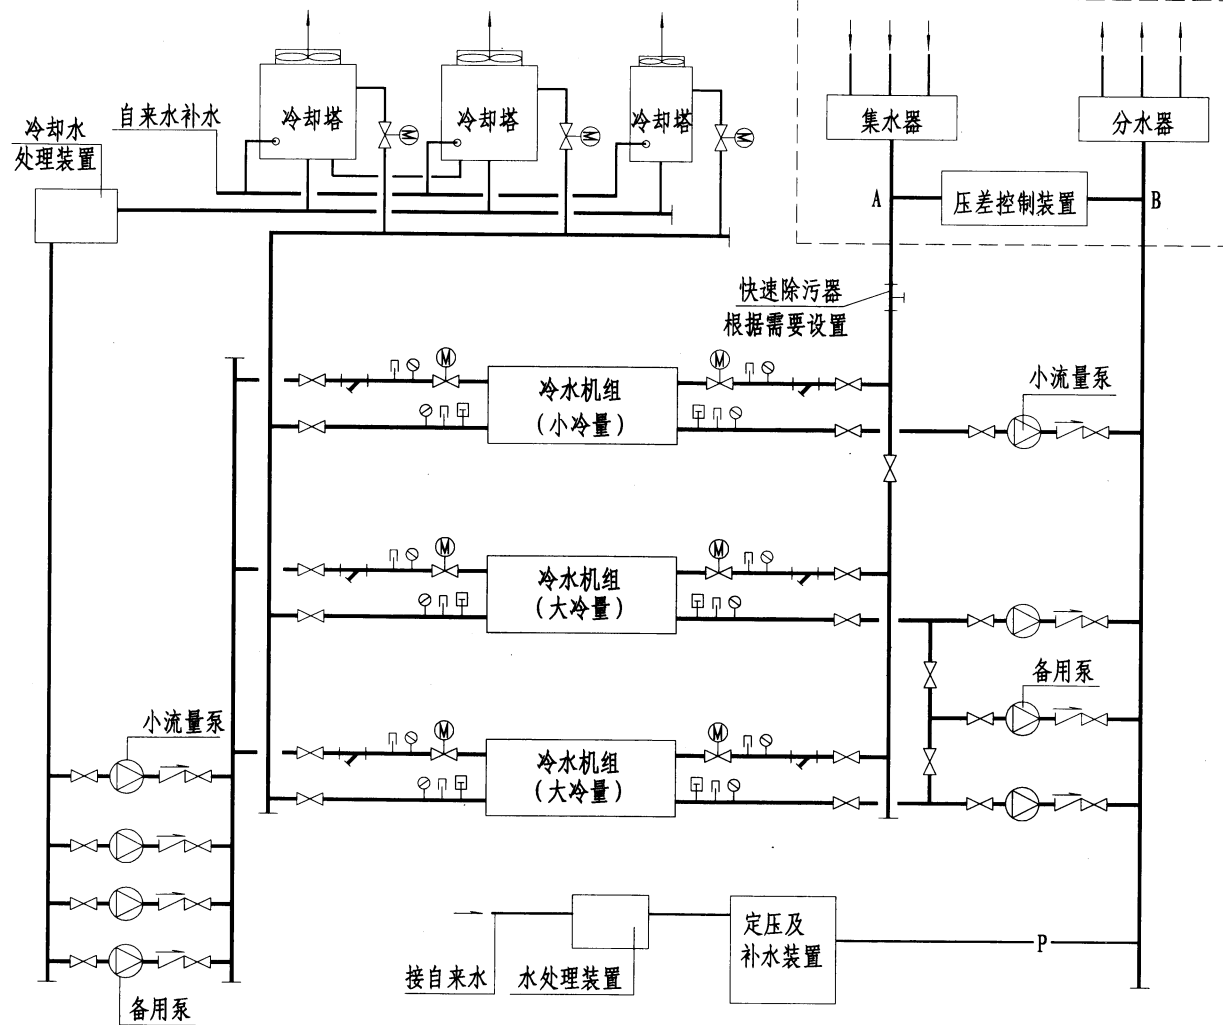 冷却塔
冷却塔
冷却塔
集水器
分水器
自来水补水
冷却水
处理装置
M
M
M
A
压差控制装置
B
快速除污器
根据需要设置
M
M
冷水机组
(小冷量)
小流量泵
M
M
冷水机组
(大冷量)
备用泵
小流量泵
M
M
冷水机组
(大冷量)
定压及
补水装置
P
接自来水
水处理装置
备用泵